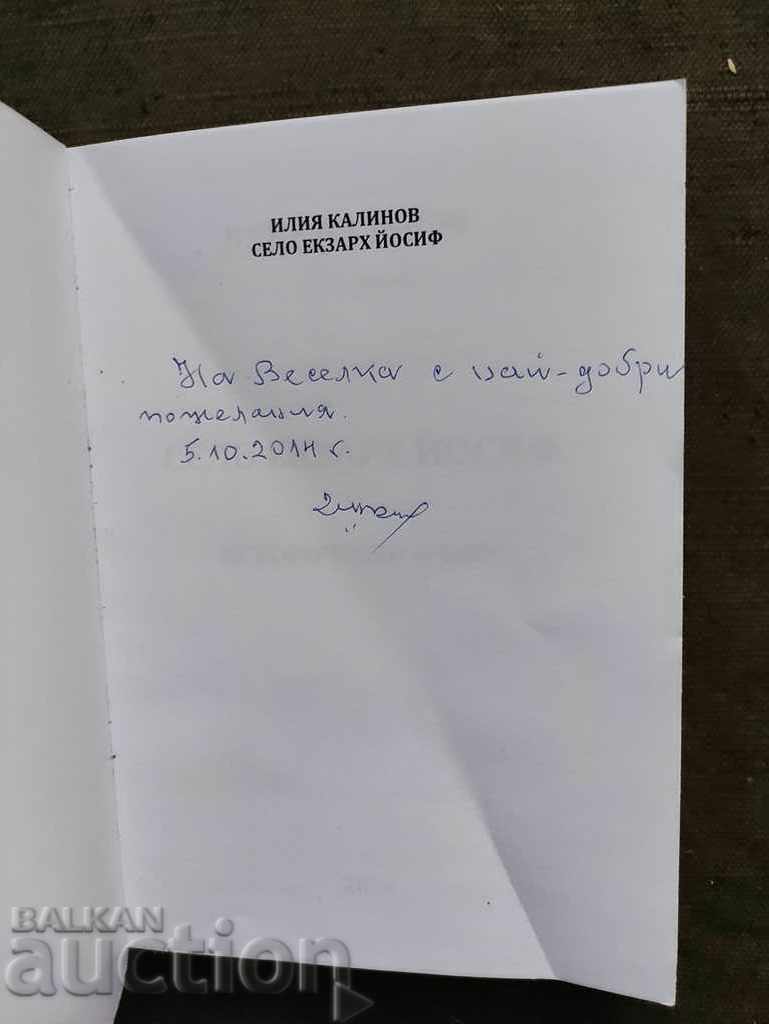 ИЛИЯ КАЛИНОВ
СЕЛО ЕКЗАРХ ЙОСИФ
На Веселка с най-добри
пожелания.
5.10.2014 г.
BALKAN
auction